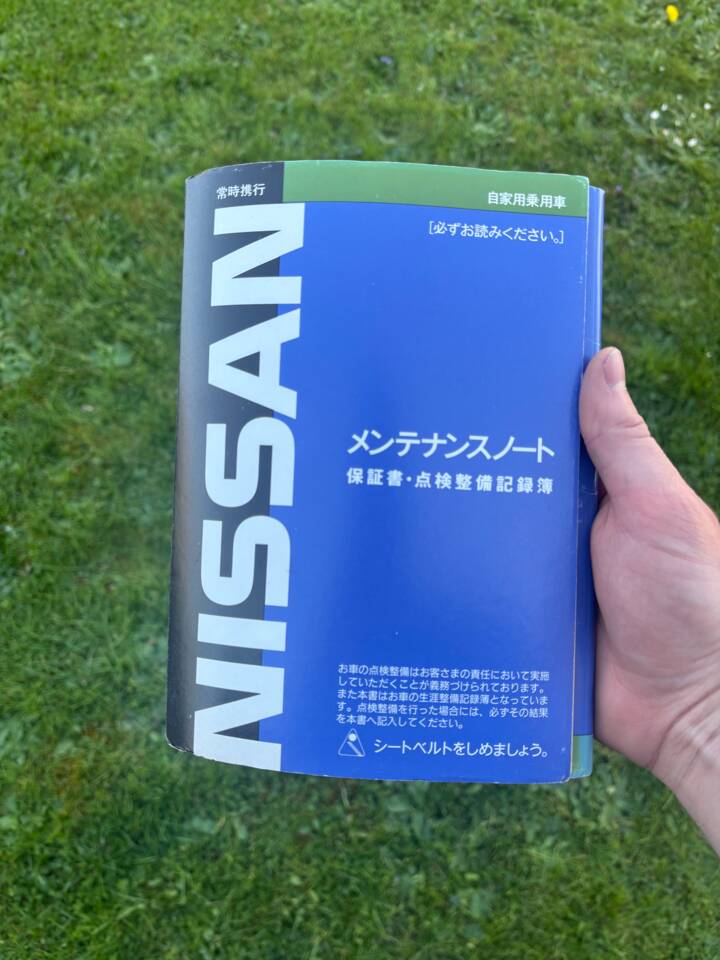 常時携行
自家用乗用車
[必ずお読みください。]
NISSAN
メンテナンスノート
保証書・点検整備記録簿
お車の点検整備はお客さまの責任において実施
していただくことが義務づけられております。
また本書はお車の生涯整備記録簿となっていま
す。点検整備を行った場合には、必ずその結果
を本書へ記入してください。
シートベルトをしめましょう。